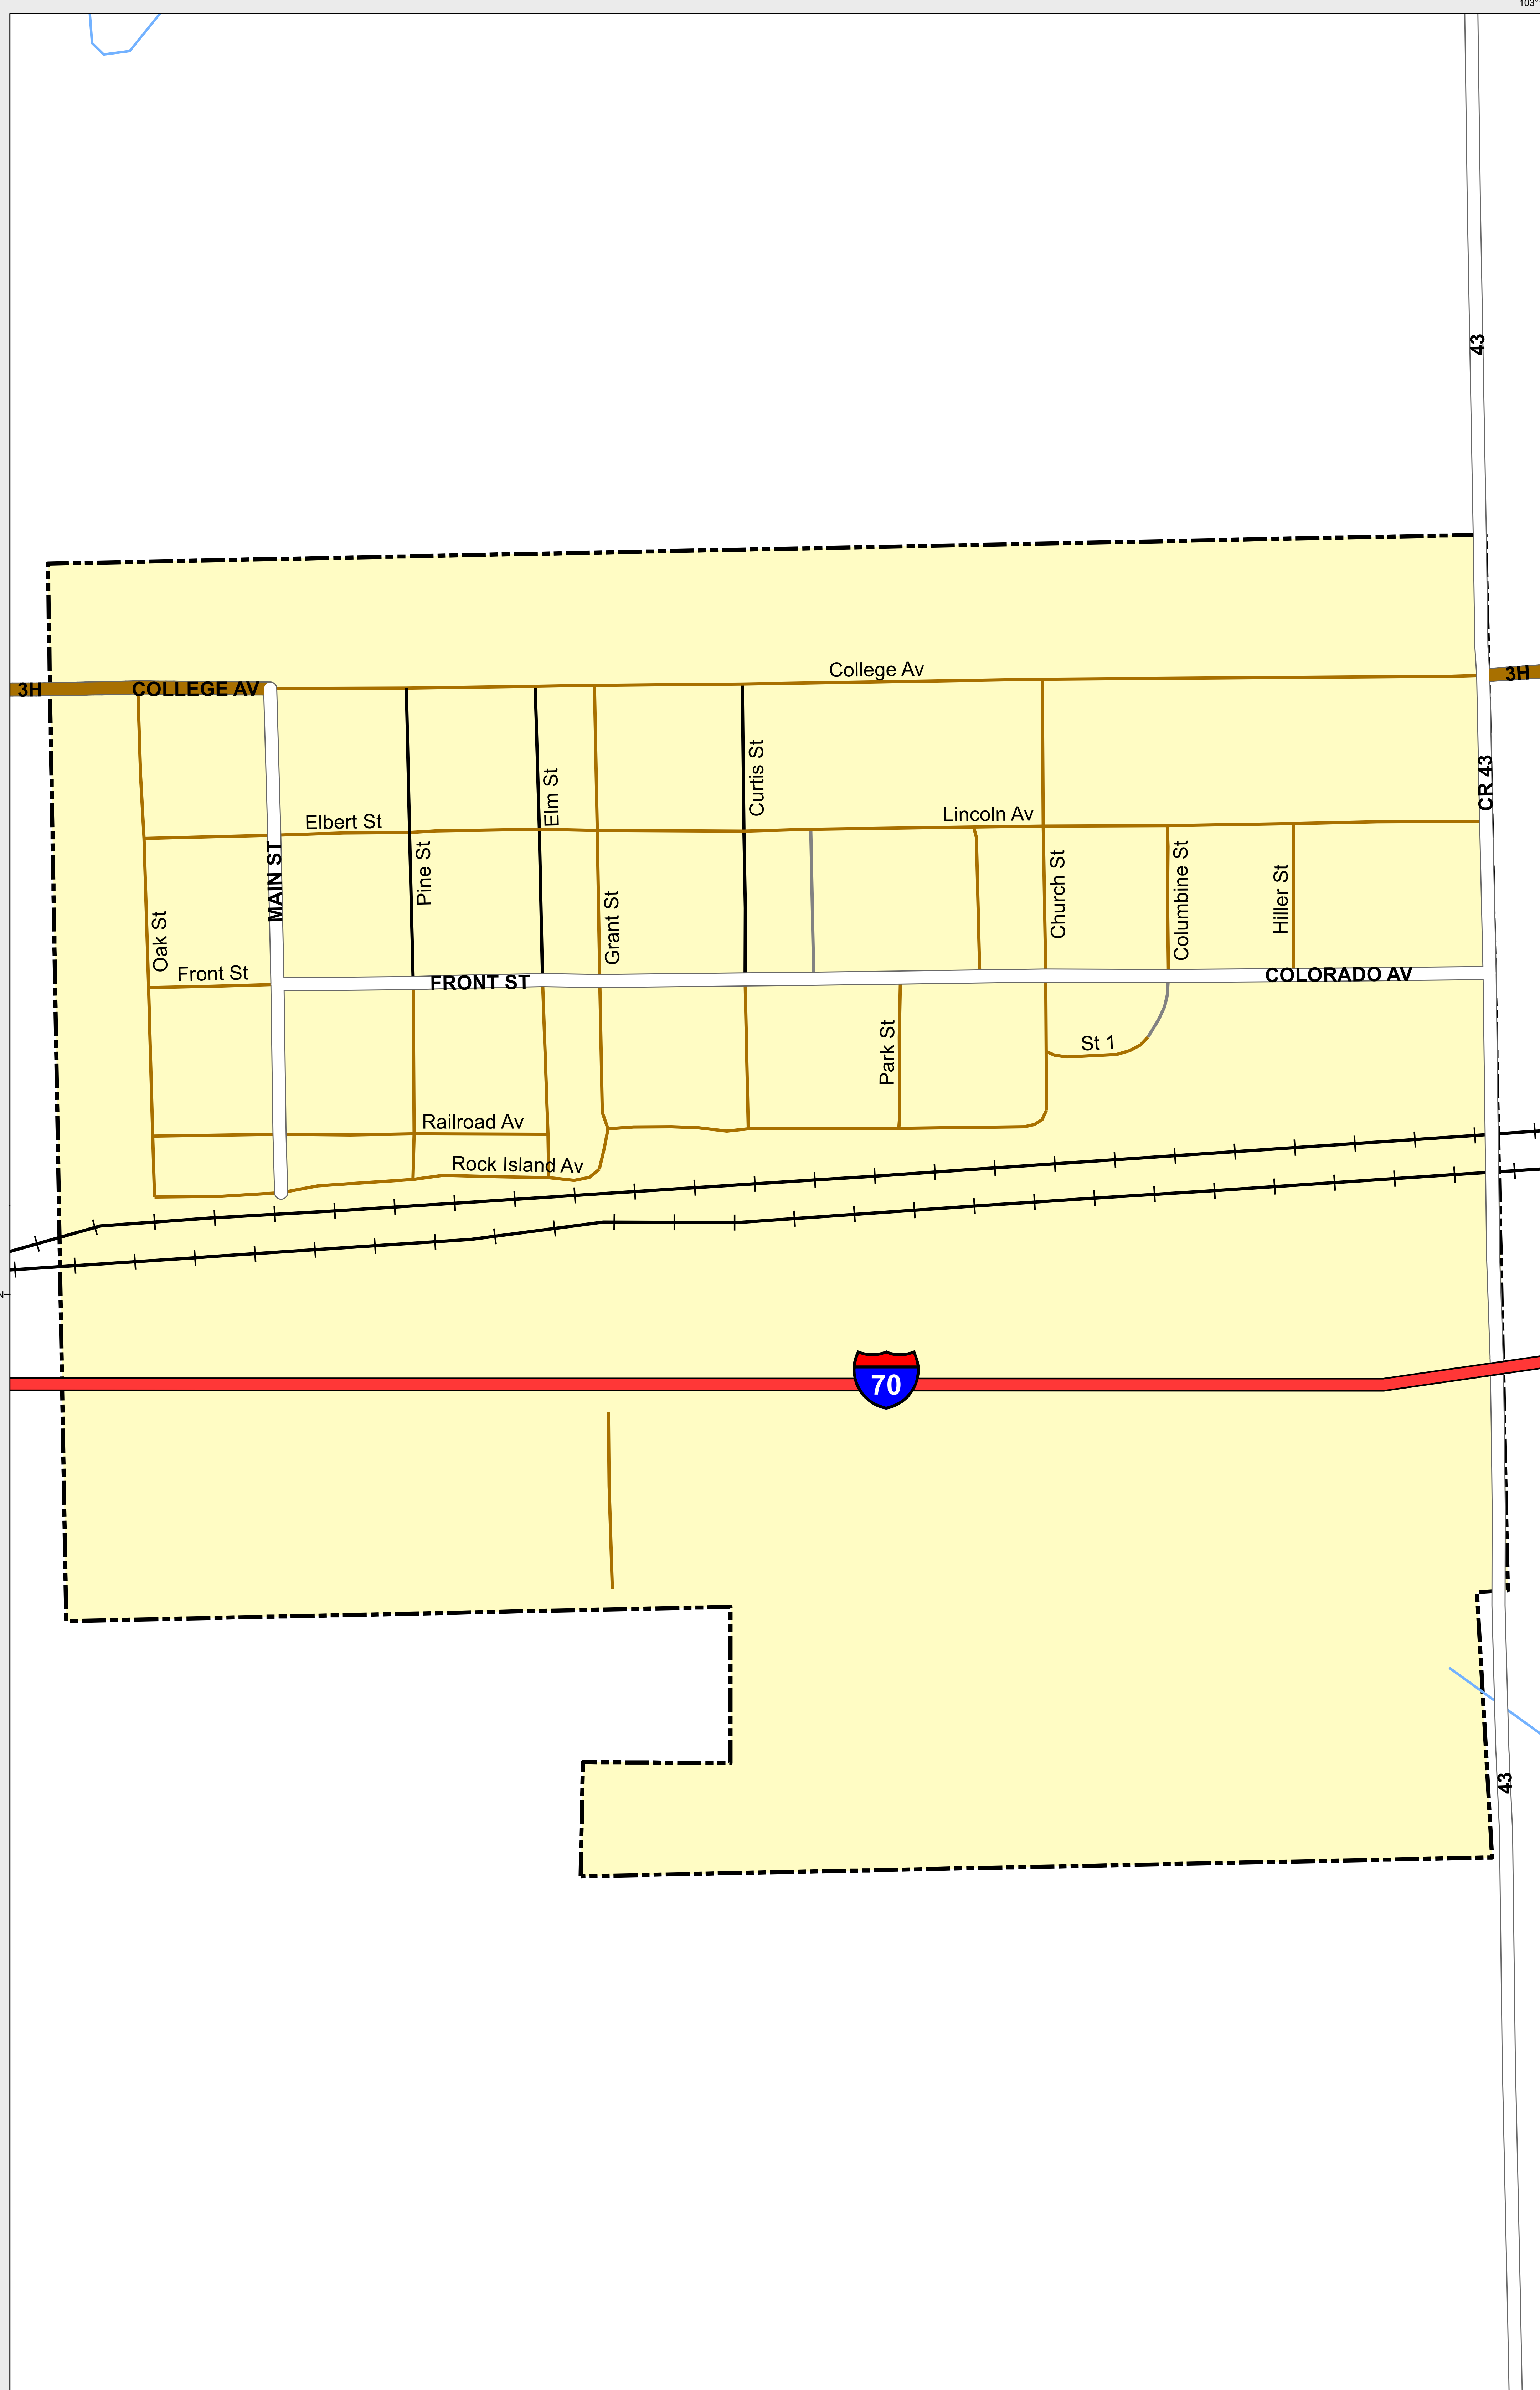 103°
43
College Av
3H
COLLEGE AV
3H
Curtis St
Elm St
CR 43
Lincoln Av
Elbert St
MAIN ST
Pine St
Grant St
Church St
Columbine St
Hiller St
Oak St
Front St
FRONT ST
COLORADO AV
Park St
St 1
Railroad Av
Rock Island Av
70
43